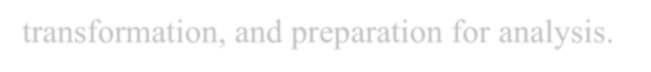 transformation, and preparation for analysis.